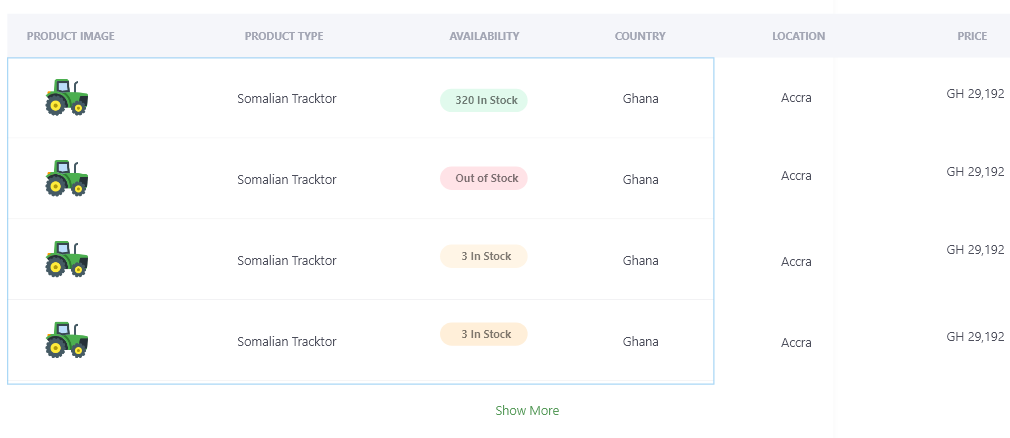 PRODUCT IMAGE PRODUCT TYPE AVAILABILITY COUNTRY LOCATION PRICE
Somalian Tracktor 320 In Stock Ghana Accra GH 29,192
Somalian Tracktor Out of Stock Ghana Accra GH 29,192
Somalian Tracktor 3 In Stock Ghana Accra GH 29,192
Somalian Tracktor 3 In Stock Ghana Accra GH 29,192
Show More